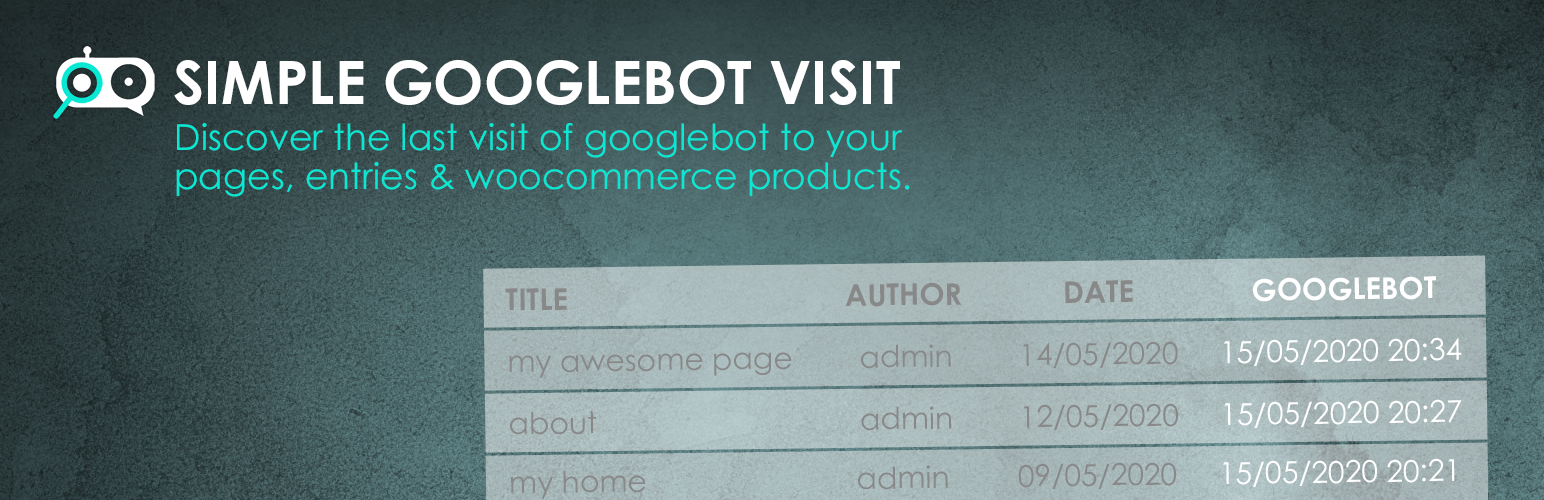 SIMPLE GOOGLEBOT VISIT
Discover the last visit of googlebot to your
pages, entries & woocommerce products.
TITLE AUTHOR DATE GOOGLEBOT
my awesome page admin 14/05/2020 15/05/2020 20:34
about admin 12/05/2020 15/05/2020 20:27
my home admin 09/05/2020 15/05/2020 20:21